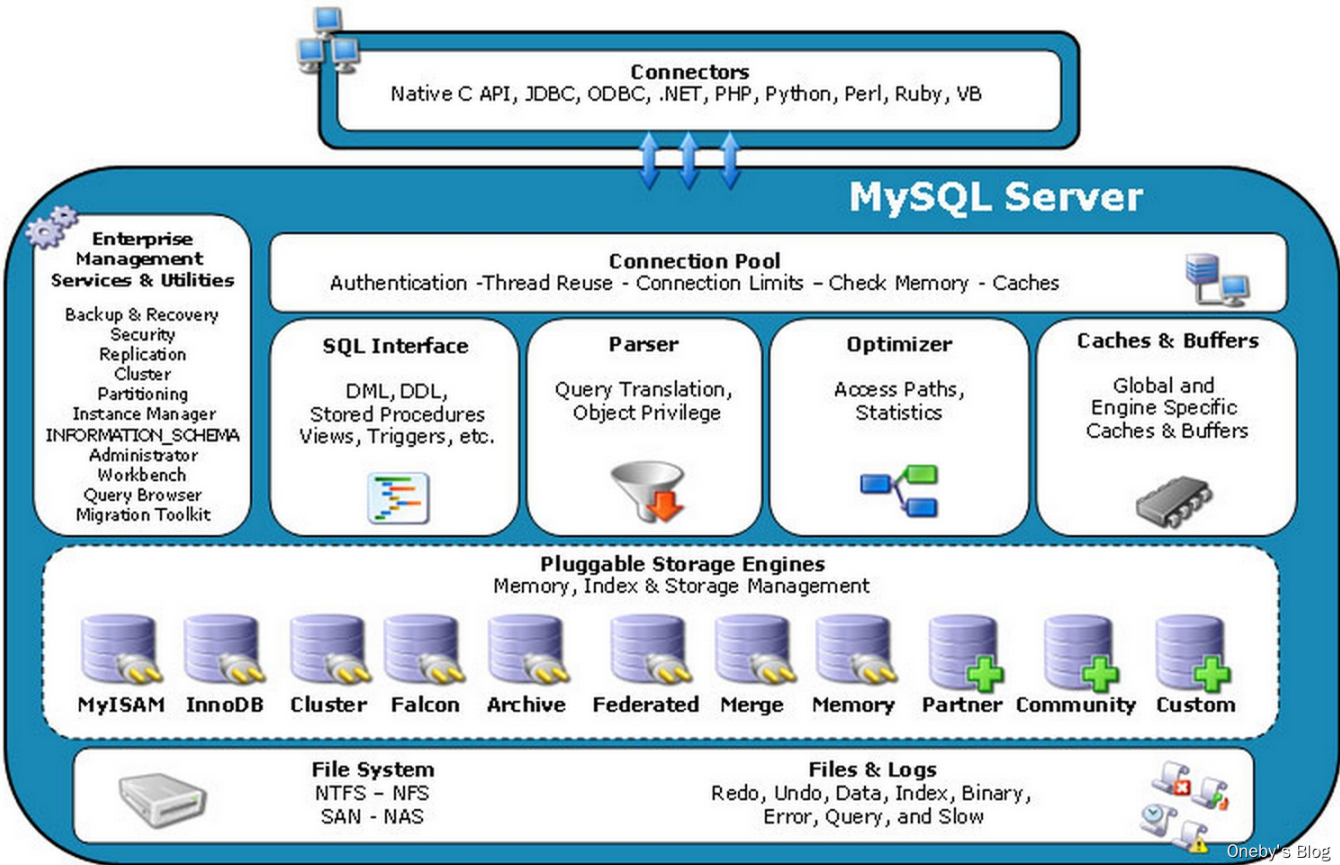 Connectors
Native C API, JDBC, ODBC, .NET, PHP, Python, Perl, Ruby, VB
MySQL Server
Enterprise
Management
Services & Utilities
Backup & Recovery
Security
Replication
Cluster
Partitioning
Instance Manager
INFORMATION_SCHEMA
Administrator
Workbench
Query Browser
Migration Toolkit
Connection Pool
Authentication -Thread Reuse - Connection Limits – Check Memory - Caches
SQL Interface
DML, DDL,
Stored Procedures
Views, Triggers, etc.
Parser
Query Translation,
Object Privilege
Optimizer
Access Paths,
Statistics
Caches & Buffers
Global and
Engine Specific
Caches & Buffers
Pluggable Storage Engines
Memory, Index & Storage Management
MyISAM InnoDB Cluster Falcon Archive Federated Merge Memory Partner Community Custom
File System
NTFS – NFS
SAN - NAS
Files & Logs
Redo, Undo, Data, Index, Binary,
Error, Query, and Slow
Oneby's Blog